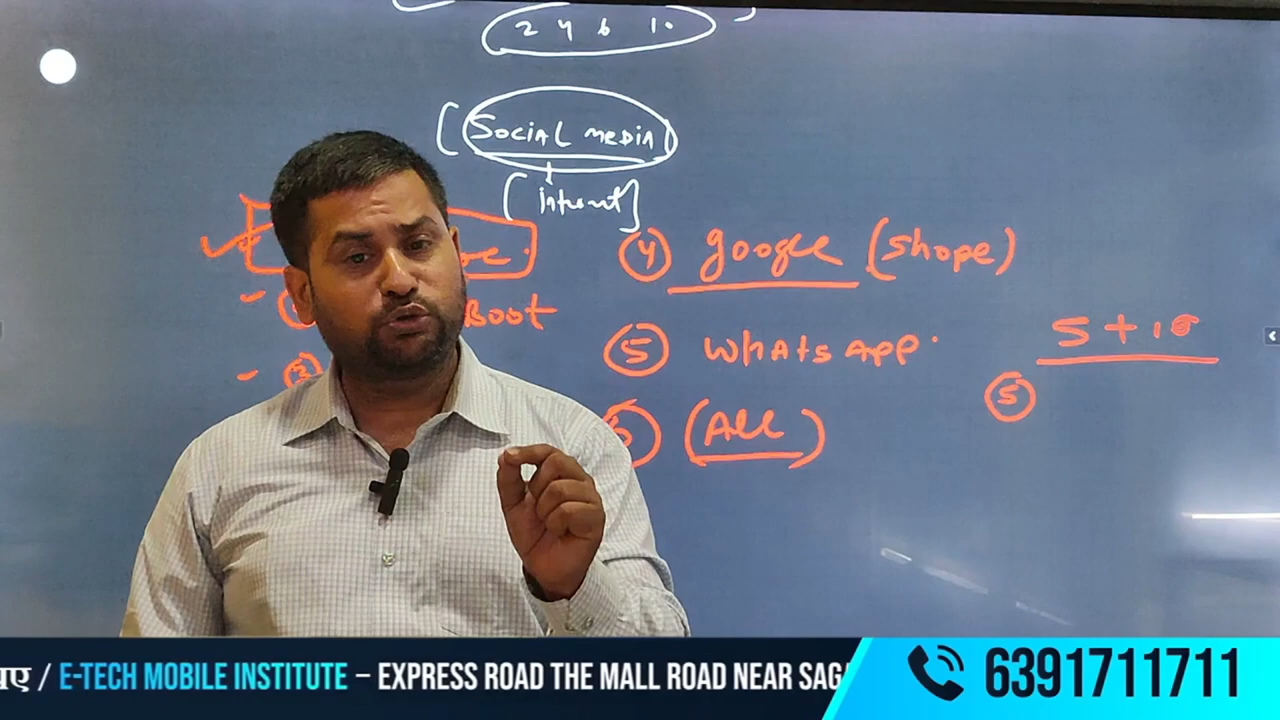 2 4 6 10
(Social media)
[Internet]
④ google (shope)
Boot
5+10
⑤ WhatsApp.
⑤
⑥ (All)
/ E-TECH MOBILE INSTITUTE – EXPRESS ROAD THE MALL ROAD NEAR
6391711711